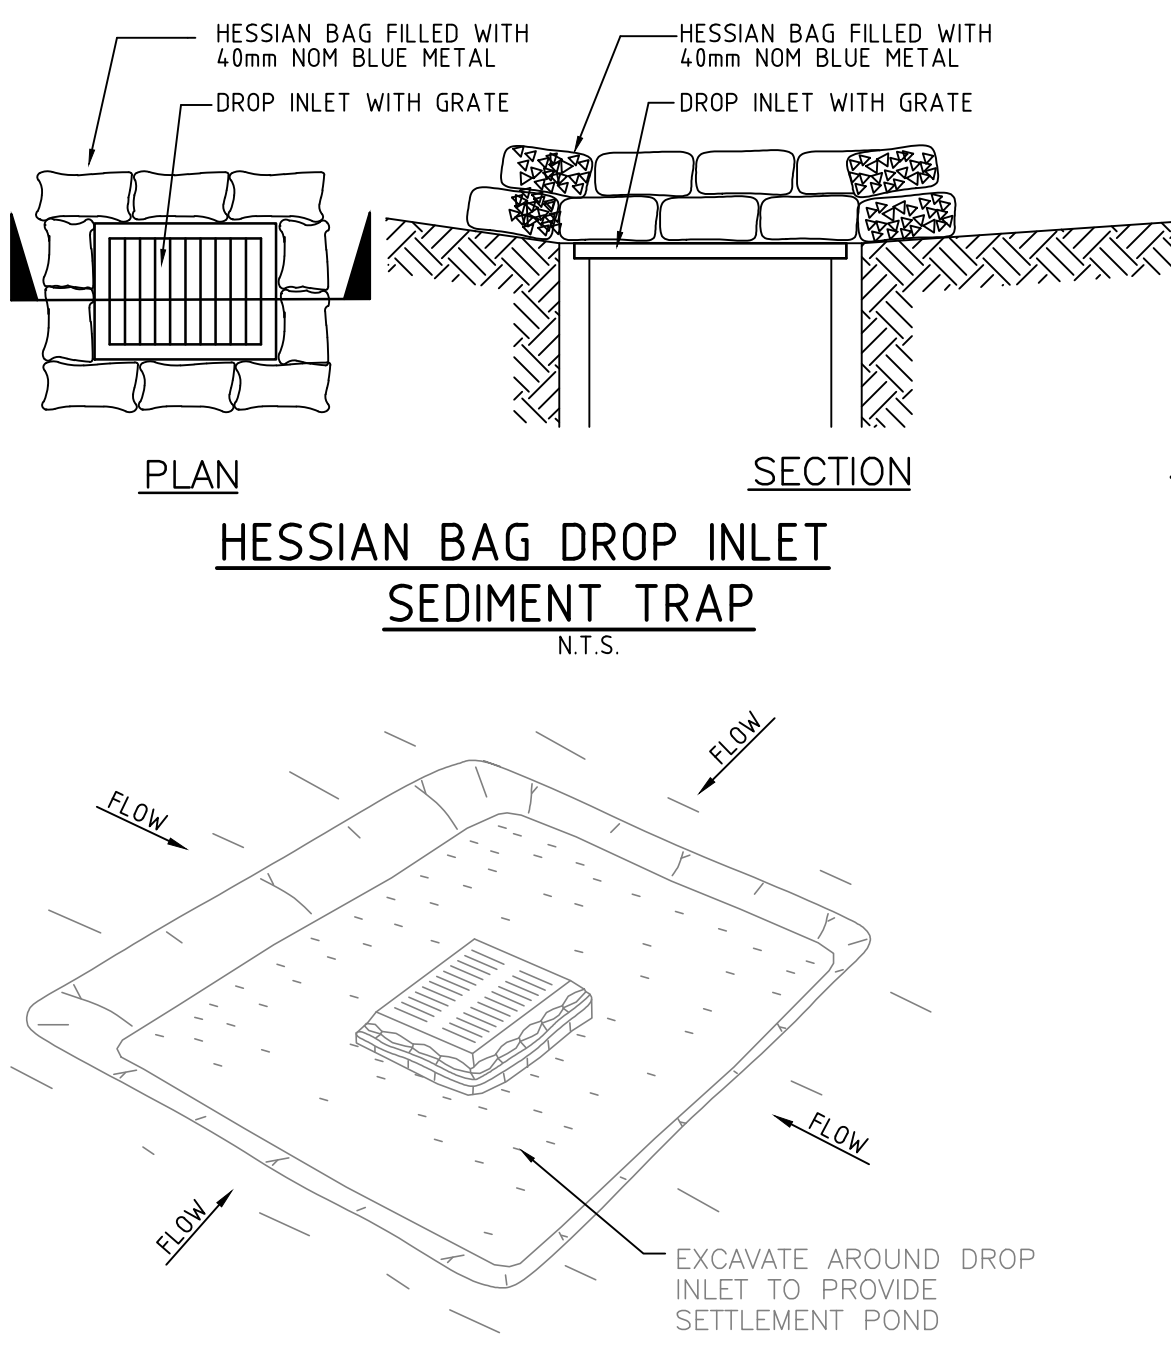 HESSIAN BAG FILLED WITH
40mm NOM BLUE METAL
DROP INLET WITH GRATE
HESSIAN BAG FILLED WITH
40mm NOM BLUE METAL
DROP INLET WITH GRATE
PLAN
SECTION
HESSIAN BAG DROP INLET
SEDIMENT TRAP
N.T.S.
FLOW
FLOW
FLOW
FLOW
EXCAVATE AROUND DROP
INLET TO PROVIDE
SETTLEMENT POND